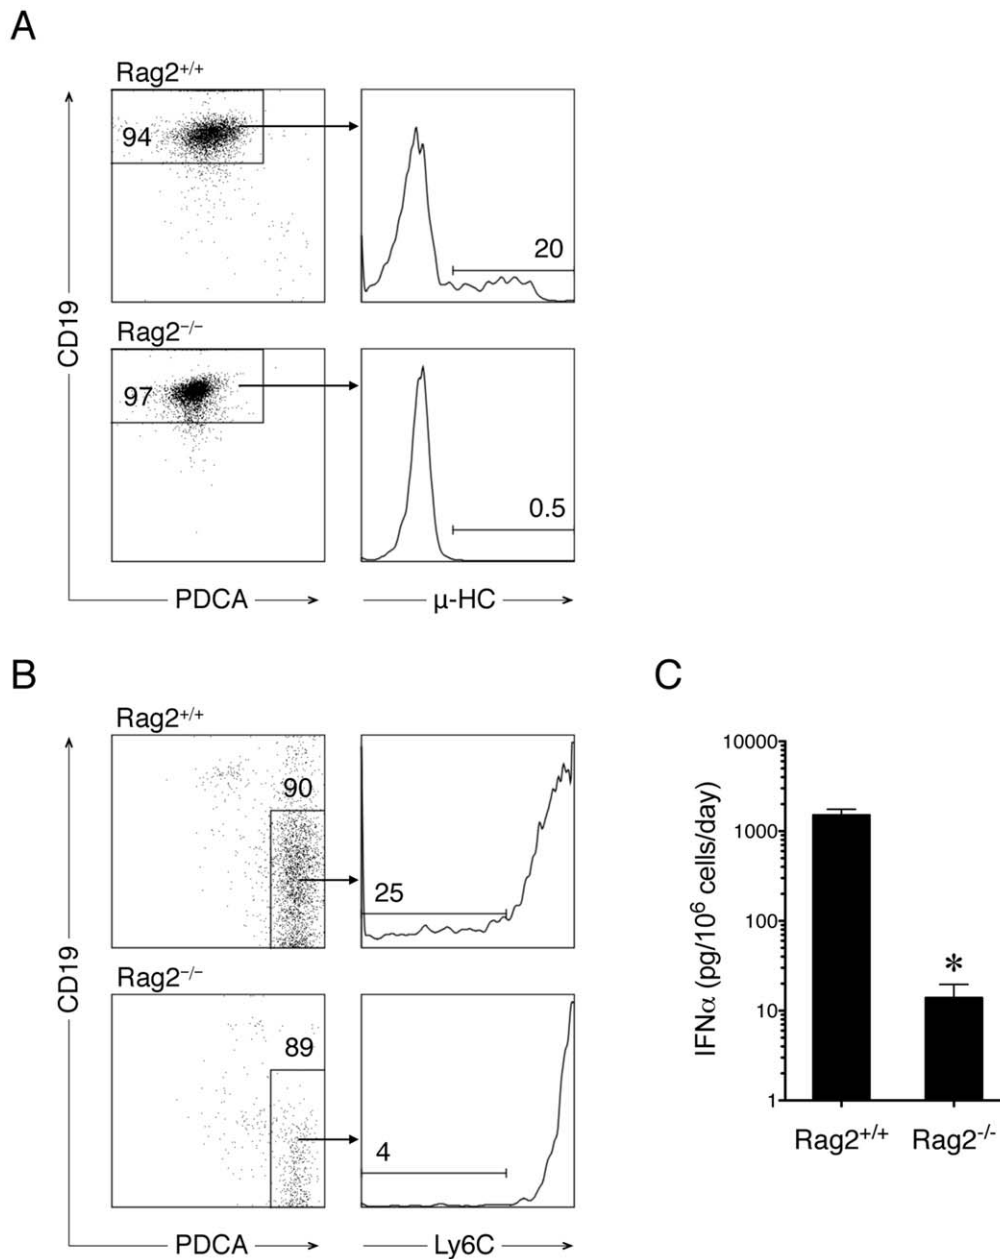 A
Rag2+/+
94
20
CD19
Rag2−/−
97
0.5
PDCA
μ-HC
B
Rag2+/+
90
25
CD19
Rag2−/−
89
4
PDCA
Ly6C
C
IFNα (pg/10⁶ cells/day)
10000
1000
100
10
1
*
Rag2+/+ Rag2-/-